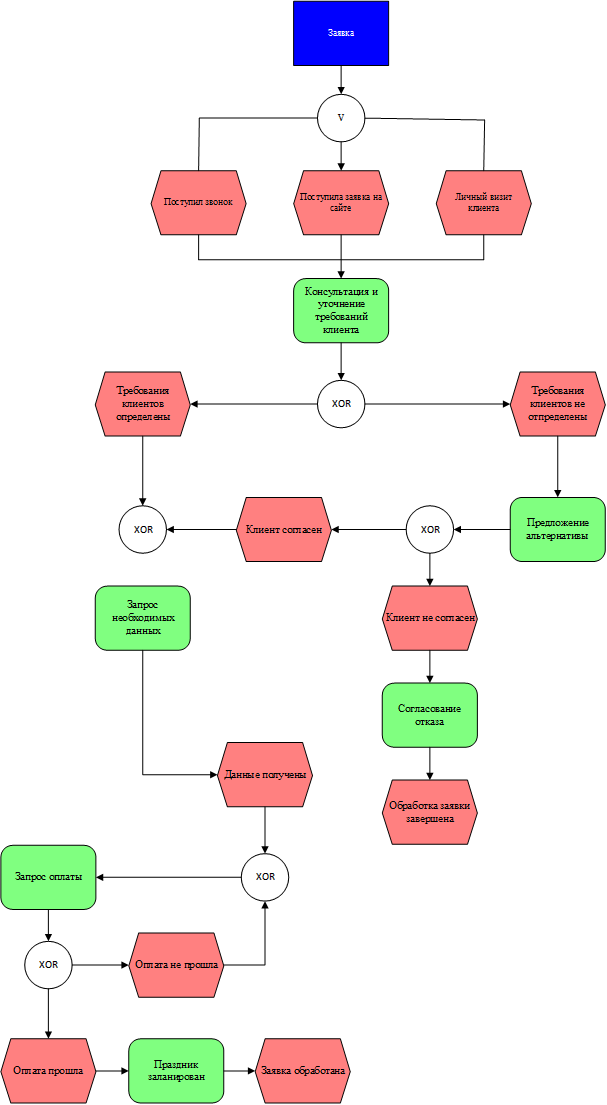 Заявка
V
Поступил звонок
Поступила заявка на
сайте
Личный визит
клиента
Консультация и
уточнение
требований
клиента
Требования
клиентов
определены
XOR
Требования
клиентов не
отпределены
XOR
Клиент согласен
XOR
Предложение
альтернативы
Запрос
необходимых
данных
Клиент не согласен
Согласование
отказа
Данные получены
Обработка заявки
завершена
Запрос оплаты
XOR
XOR
Оплата не прошла
Оплата прошла
Праздник
заланирован
Заявка обработана